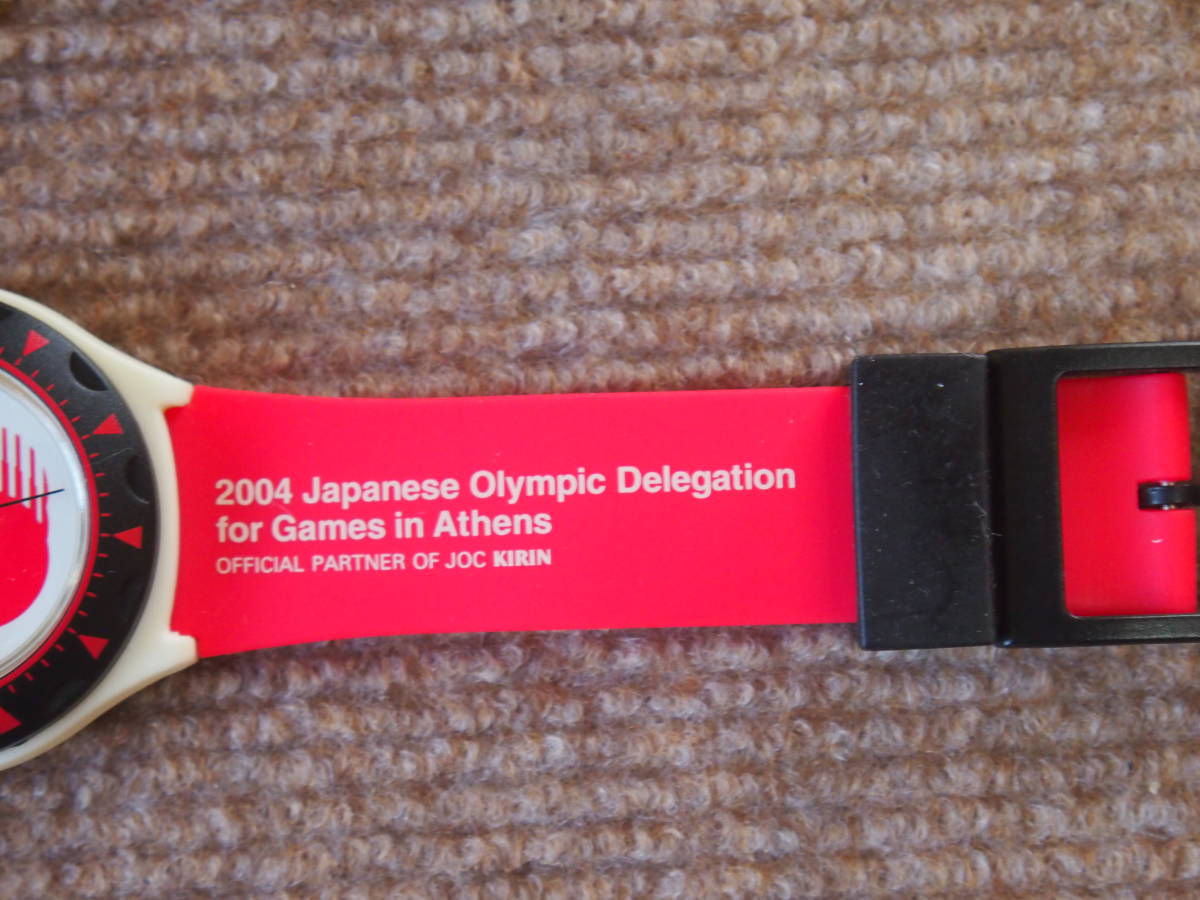 2004 Japanese Olympic Delegation
for Games in Athens
OFFICIAL PARTNER OF JOC KIRIN